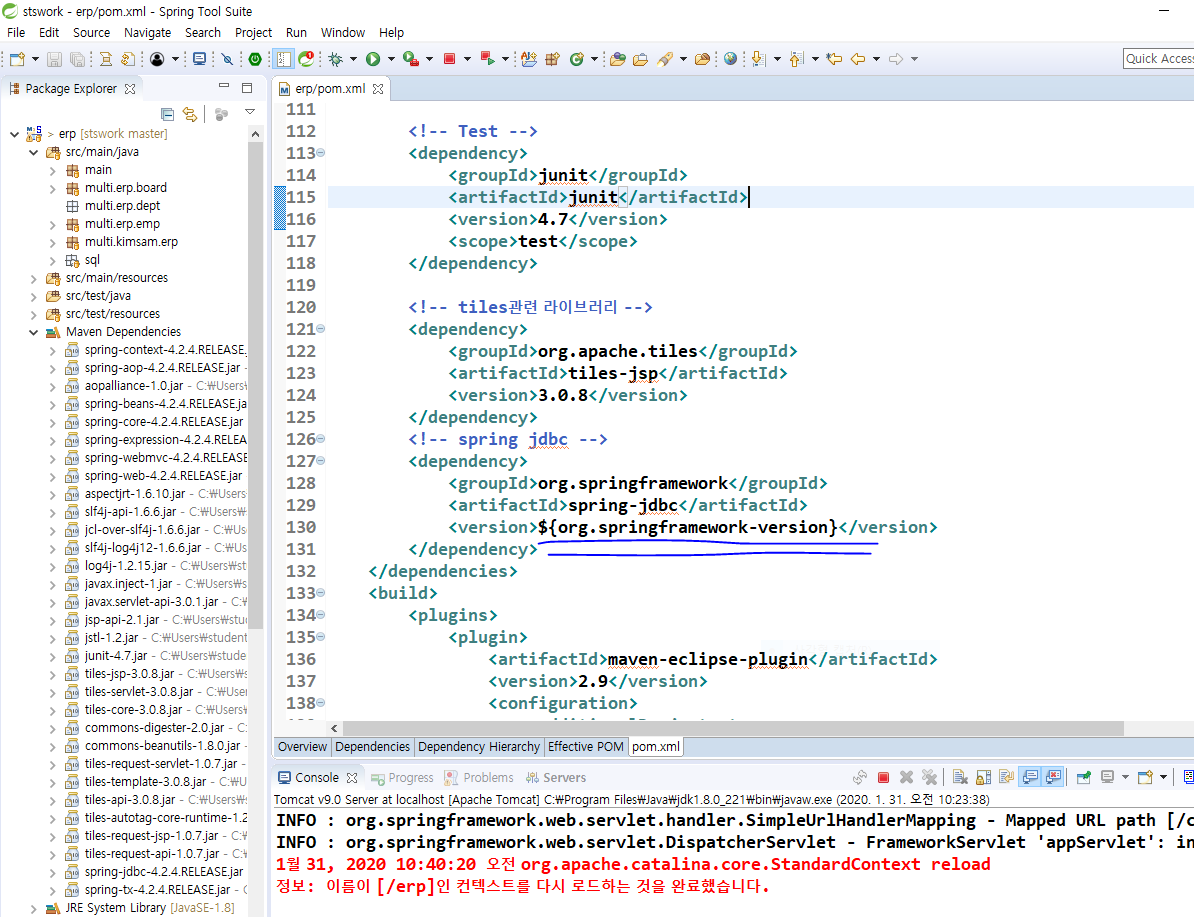 stswork - erp/pom.xml - Spring Tool Suite
File Edit Source Navigate Search Project Run Window Help
Quick Access
Package Explorer
erp/pom.xml
> erp [stswork master]
src/main/java
main
multi.erp.board
multi.erp.dept
multi.erp.emp
multi.kimsam.erp
sql
src/main/resources
src/test/java
src/test/resources
Maven Dependencies
spring-context-4.2.4.RELEASE.
spring-aop-4.2.4.RELEASE.jar -
aopalliance-1.0.jar - C:₩Users₩
spring-beans-4.2.4.RELEASE.ja
spring-core-4.2.4.RELEASE.jar
spring-expression-4.2.4.RELEA
spring-webmvc-4.2.4.RELEASE
spring-web-4.2.4.RELEASE.jar
aspectjrt-1.6.10.jar - C:₩Users
slf4j-api-1.6.6.jar - C:₩Users₩
jcl-over-slf4j-1.6.6.jar - C:₩Us
slf4j-log4j12-1.6.6.jar - C:₩Us
log4j-1.2.15.jar - C:₩Users₩st
javax.inject-1.jar - C:₩Users₩s
javax.servlet-api-3.0.1.jar - C:₩
jsp-api-2.1.jar - C:₩Users₩stu
jstl-1.2.jar - C:₩Users₩student
junit-4.7.jar - C:₩Users₩stude
tiles-jsp-3.0.8.jar - C:₩Users₩
tiles-servlet-3.0.8.jar - C:₩User
tiles-core-3.0.8.jar - C:₩Users₩
commons-digester-2.0.jar - C:
commons-beanutils-1.8.0.jar -
tiles-request-servlet-1.0.7.jar -
tiles-template-3.0.8.jar - C:₩U
tiles-api-3.0.8.jar - C:₩Users₩
tiles-autotag-core-runtime-1.2
tiles-request-jsp-1.0.7.jar - C:₩
tiles-request-api-1.0.7.jar - C:₩
spring-jdbc-4.2.4.RELEASE.jar
spring-tx-4.2.4.RELEASE.jar - C
JRE System Library [JavaSE-1.8]
111
112 <!-- Test -->
113 <dependency>
114 <groupId>junit</groupId>
115 <artifactId>junit</artifactId>
116 <version>4.7</version>
117 <scope>test</scope>
118 </dependency>
119
120 <!-- tiles관련 라이브러리 -->
121 <dependency>
122 <groupId>org.apache.tiles</groupId>
123 <artifactId>tiles-jsp</artifactId>
124 <version>3.0.8</version>
125 </dependency>
126 <!-- spring jdbc -->
127 <dependency>
128 <groupId>org.springframework</groupId>
129 <artifactId>spring-jdbc</artifactId>
130 <version>${org.springframework-version}</version>
131 </dependency>
132 </dependencies>
133 <build>
134 <plugins>
135 <plugin>
136 <artifactId>maven-eclipse-plugin</artifactId>
137 <version>2.9</version>
138 <configuration>
Overview Dependencies Dependency Hierarchy Effective POM pom.xml
Console Progress Problems Servers
Tomcat v9.0 Server at localhost [Apache Tomcat] C:₩Program Files₩Java₩jdk1.8.0_221₩bin₩javaw.exe (2020. 1. 31. 오전 10:23:38)
INFO : org.springframework.web.servlet.handler.SimpleUrlHandlerMapping - Mapped URL path [/c
INFO : org.springframework.web.servlet.DispatcherServlet - FrameworkServlet 'appServlet': in
1월 31, 2020 10:40:20 오전 org.apache.catalina.core.StandardContext reload
정보: 이름이 [/erp]인 컨텍스트를 다시 로드하는 것을 완료했습니다.